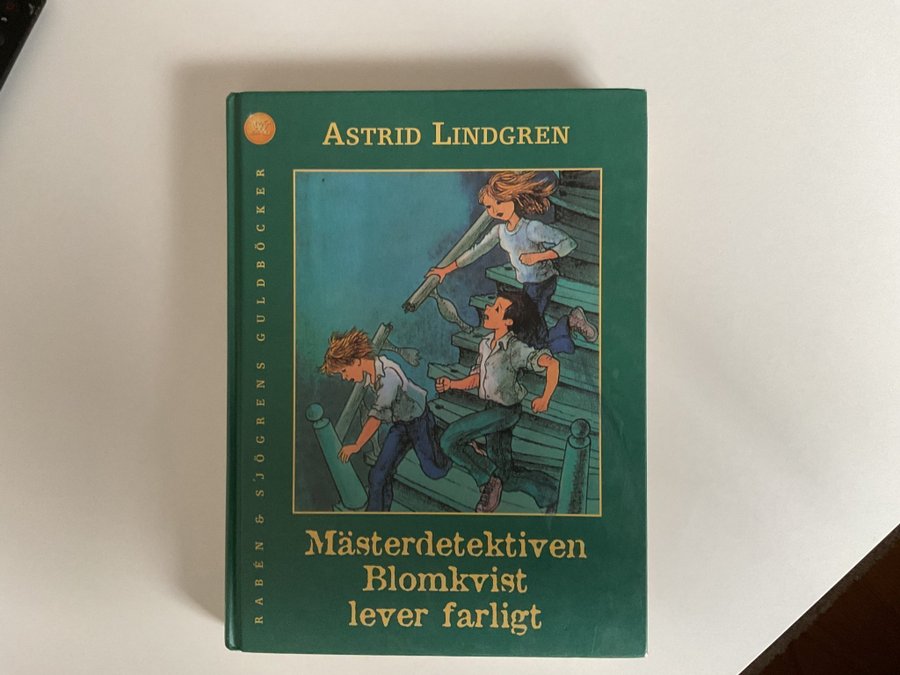 ASTRID LINDGREN
RABÉN & SJÖGRENS GULDBÖCKER
Mästerdetektiven
Blomkvist
lever farligt